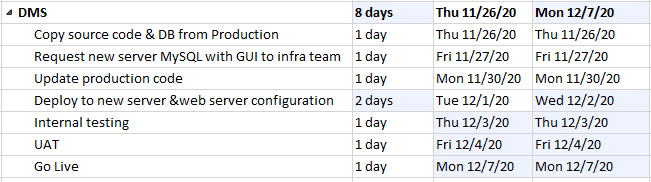 DMS 8 days Thu 11/26/20 Mon 12/7/20
Copy source code & DB from Production 1 day Thu 11/26/20 Thu 11/26/20
Request new server MySQL with GUI to infra team 1 day Fri 11/27/20 Fri 11/27/20
Update production code 1 day Mon 11/30/20 Mon 11/30/20
Deploy to new server &web server configuration 2 days Tue 12/1/20 Wed 12/2/20
Internal testing 1 day Thu 12/3/20 Thu 12/3/20
UAT 1 day Fri 12/4/20 Fri 12/4/20
Go Live 1 day Mon 12/7/20 Mon 12/7/20